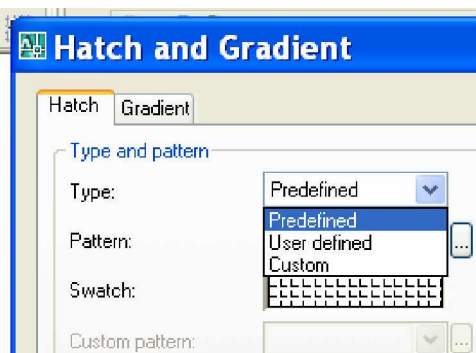 Hatch and Gradient
Hatch Gradient
Type and pattern
Type: Predefined
Predefined
Pattern: User defined ...
Custom
Swatch:
Custom pattern: ...